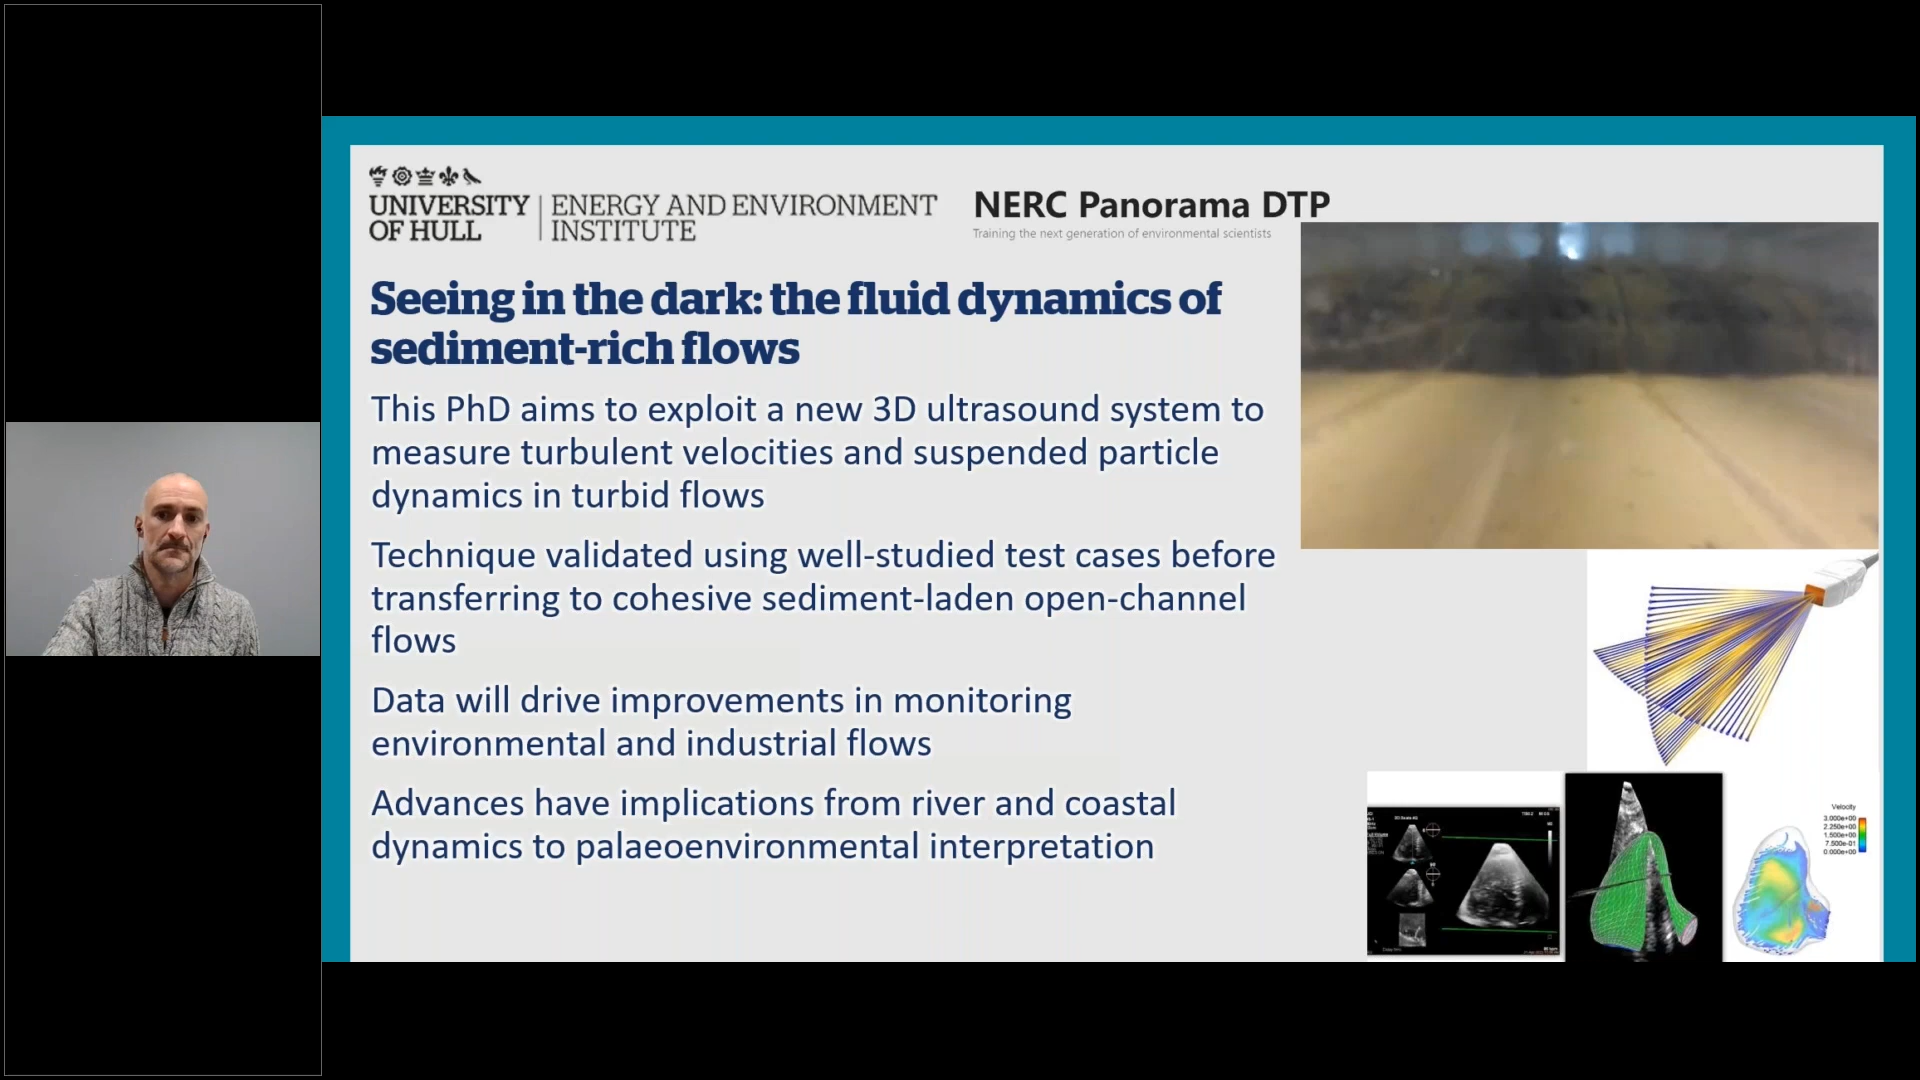 UNIVERSITY OF HULL
ENERGY AND ENVIRONMENT INSTITUTE
NERC Panorama DTP
Training the next generation of environmental scientists
Seeing in the dark: the fluid dynamics of
sediment-rich flows
This PhD aims to exploit a new 3D ultrasound system to
measure turbulent velocities and suspended particle
dynamics in turbid flows
Technique validated using well-studied test cases before
transferring to cohesive sediment-laden open-channel
flows
Data will drive improvements in monitoring
environmental and industrial flows
Advances have implications from river and coastal
dynamics to palaeoenvironmental interpretation
Velocity
3.000e+00
2.250e+00
1.500e+00
7.500e-01
0.000e+00